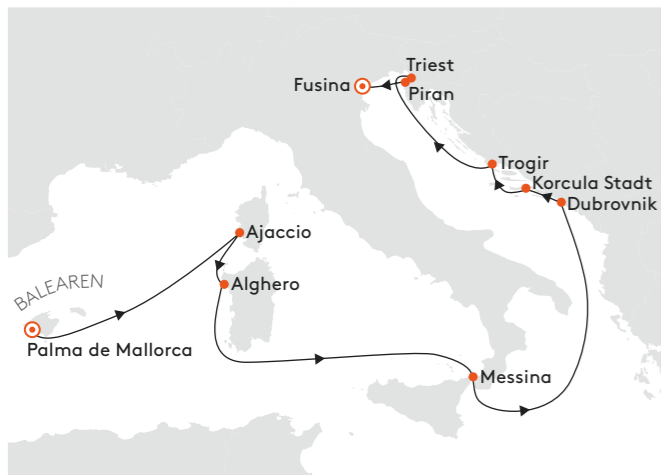 Triest
Fusina
Piran
Trogir
Korcula Stadt
Dubrovnik
Ajaccio
BALEAREN
Alghero
Palma de Mallorca
Messina